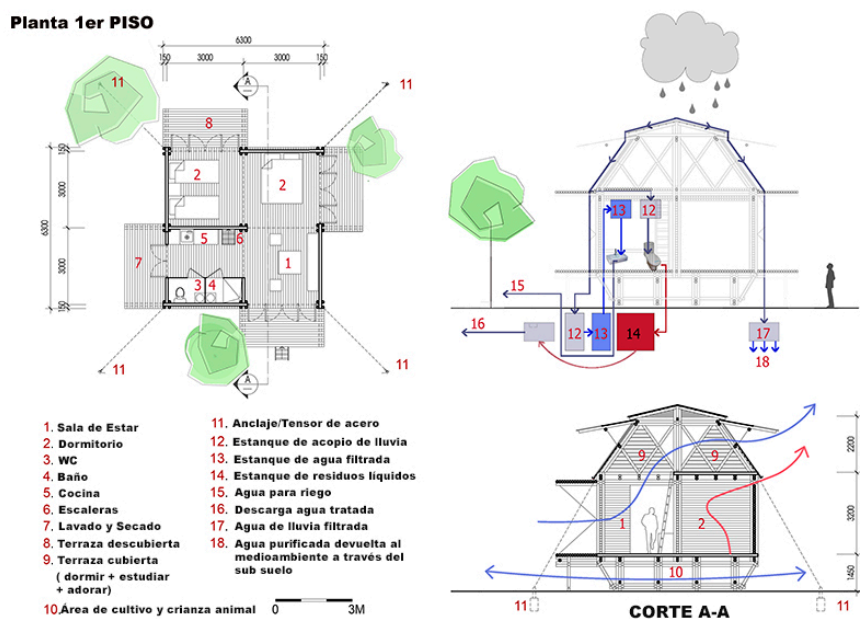 Planta 1er PISO
6300
150
3000
3000
150
A
11
11
8
150
3000
6300
3000
150
2
2
5
6
7
1
3
4
11
11
A
13
12
15
16
12
13
14
17
18
1. Sala de Estar
2. Dormitorio
3. WC
4. Baño
5. Cocina
6. Escaleras
7. Lavado y Secado
8. Terraza descubierta
9. Terraza cubierta
( dormir + estudiar
+ adorar)
10.Área de cultivo y crianza animal
11. Anclaje/Tensor de acero
12. Estanque de acopio de lluvia
13. Estanque de agua filtrada
14. Estanque de residuos líquidos
15. Agua para riego
16. Descarga agua tratada
17. Agua de lluvia filtrada
18. Agua purificada devuelta al
medioambiente a través del
sub suelo
0 3M
9
9
2200
1
2
3200
10
1450
11
11
CORTE A-A